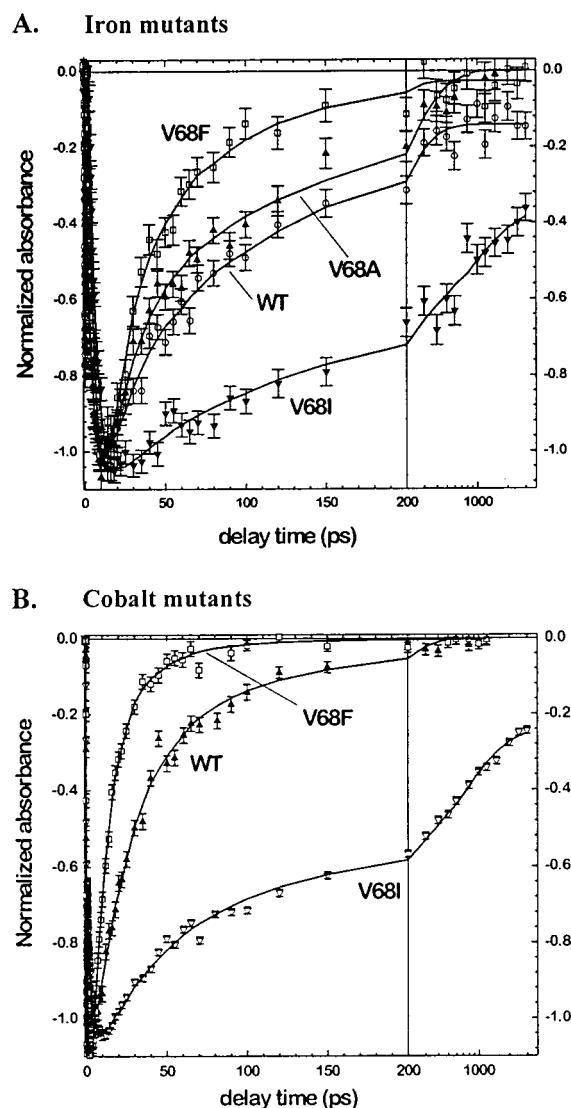 A. Iron mutants
0.0
-0.2
-0.4
-0.6
-0.8
-1.0
Normalized absorbance
V68F
V68A
WT
V68I
0.0
-0.2
-0.4
-0.6
-0.8
-1.0
0 50 100 150 200 1000
delay time (ps)
B. Cobalt mutants
0.0
-0.2
-0.4
-0.6
-0.8
-1.0
Normalized absorbance
V68F
WT
V68I
0.0
-0.2
-0.4
-0.6
-0.8
-1.0
0 50 100 150 200 1000
delay time (ps)